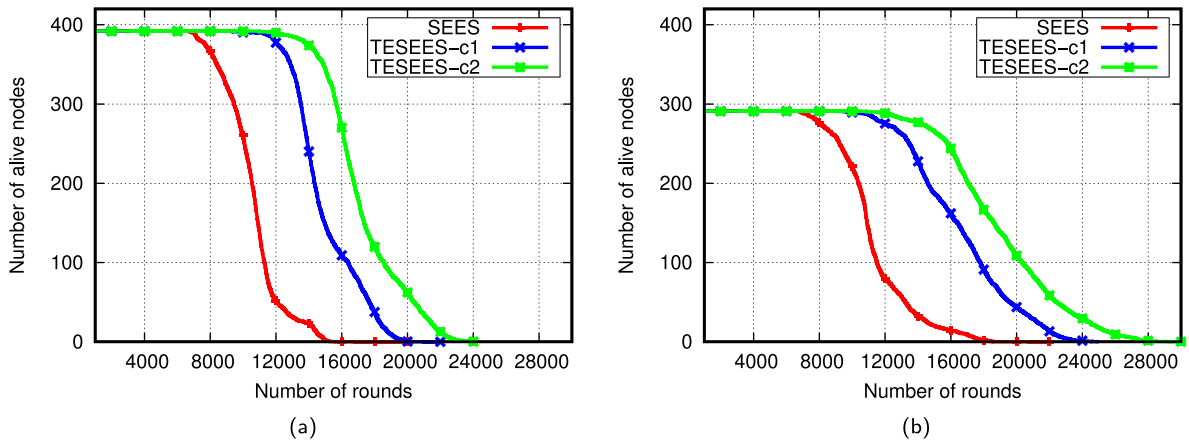 400
300
200
100
0
Number of alive nodes
SEES
TESEES-c1
TESEES-c2
4000 8000 12000 16000 20000 24000 28000
Number of rounds
(a)
400
300
200
100
0
Number of alive nodes
SEES
TESEES-c1
TESEES-c2
4000 8000 12000 16000 20000 24000 28000
Number of rounds
(b)